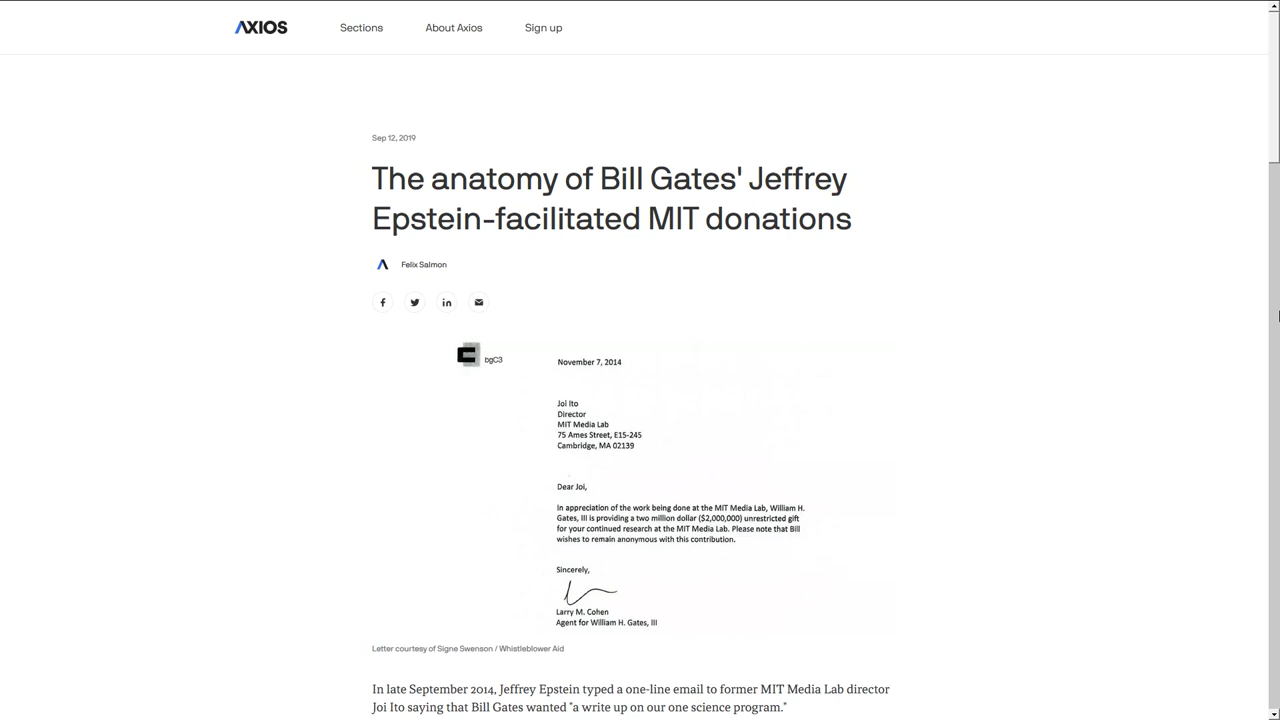 AXIOS
Sections
About Axios
Sign up
Sep 12, 2019
The anatomy of Bill Gates' Jeffrey
Epstein-facilitated MIT donations
Felix Salmon
bgC3
November 7, 2014
Joi Ito
Director
MIT Media Lab
75 Ames Street, E15-245
Cambridge, MA 02139
Dear Joi,
In appreciation of the work being done at the MIT Media Lab, William H.
Gates, III is providing a two million dollar ($2,000,000) unrestricted gift
for your continued research at the MIT Media Lab. Please note that Bill
wishes to remain anonymous with this contribution.
Sincerely,
Larry M. Cohen
Agent for William H. Gates, III
Letter courtesy of Signe Swenson / Whistleblower Aid
In late September 2014, Jeffrey Epstein typed a one-line email to former MIT Media Lab director
Joi Ito saying that Bill Gates wanted "a write up on our one science program."